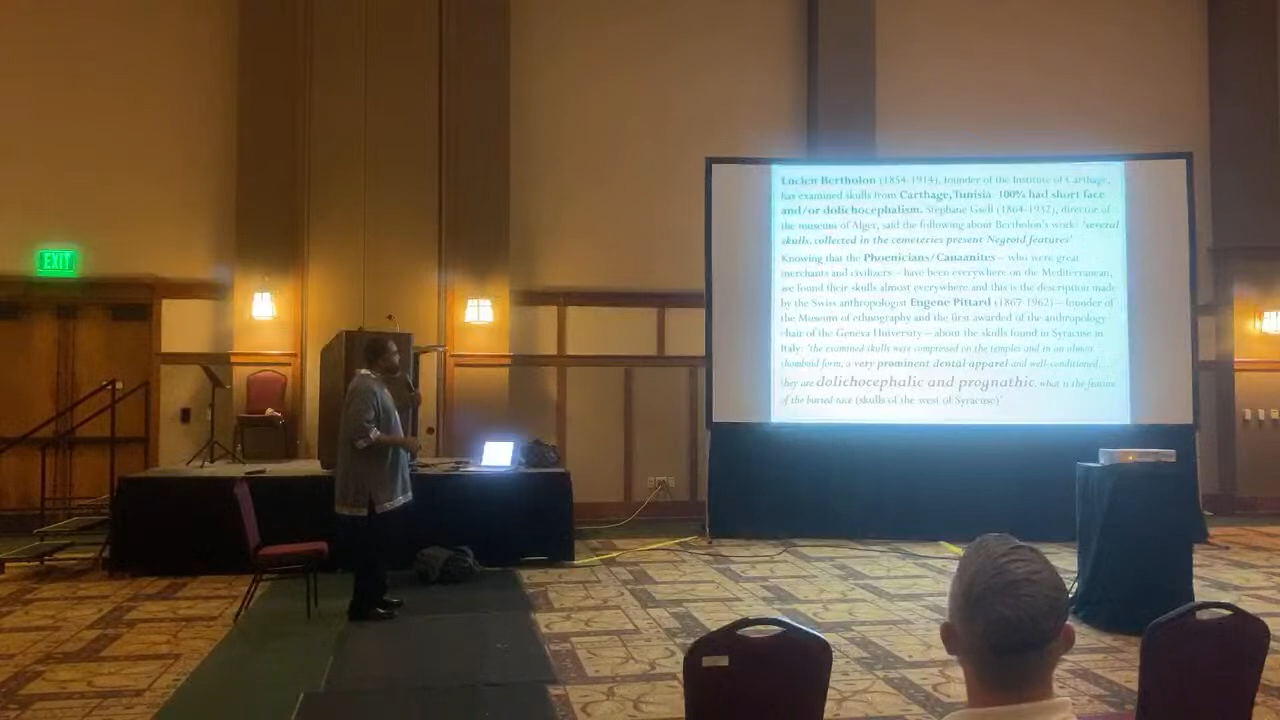 EXIT
Lucien Bertholon (1854-1914), founder of the Institute of Carthage,
has examined skulls from Carthage, Tunisia 100% had short face
and/or dolichocephalism. Stephane Gsell (1864-1932), director of
the museum of Alger, said the following about Bertholon's work: 'several
skulls, collected in the cemeteries present 'Negroid features'
Knowing that the Phoenicians/Canaanites – who were great
merchants and civilizers – have been everywhere on the Mediterranean,
we found their skulls almost everywhere and this is the description made
by the Swiss anthropologist Eugene Pittard (1867-1962) – founder of
the Museum of ethnography and the first awarded of the anthropology
chair of the Geneva University – about the skulls found in Syracuse in
Italy: 'the examined skulls were compressed on the temples and in an almost
rhomboid form, a very prominent dental apparel and well-conditioned....
they are dolichocephalic and prognathic, what is the feature
of the buried race (skulls of the west of Syracuse)'